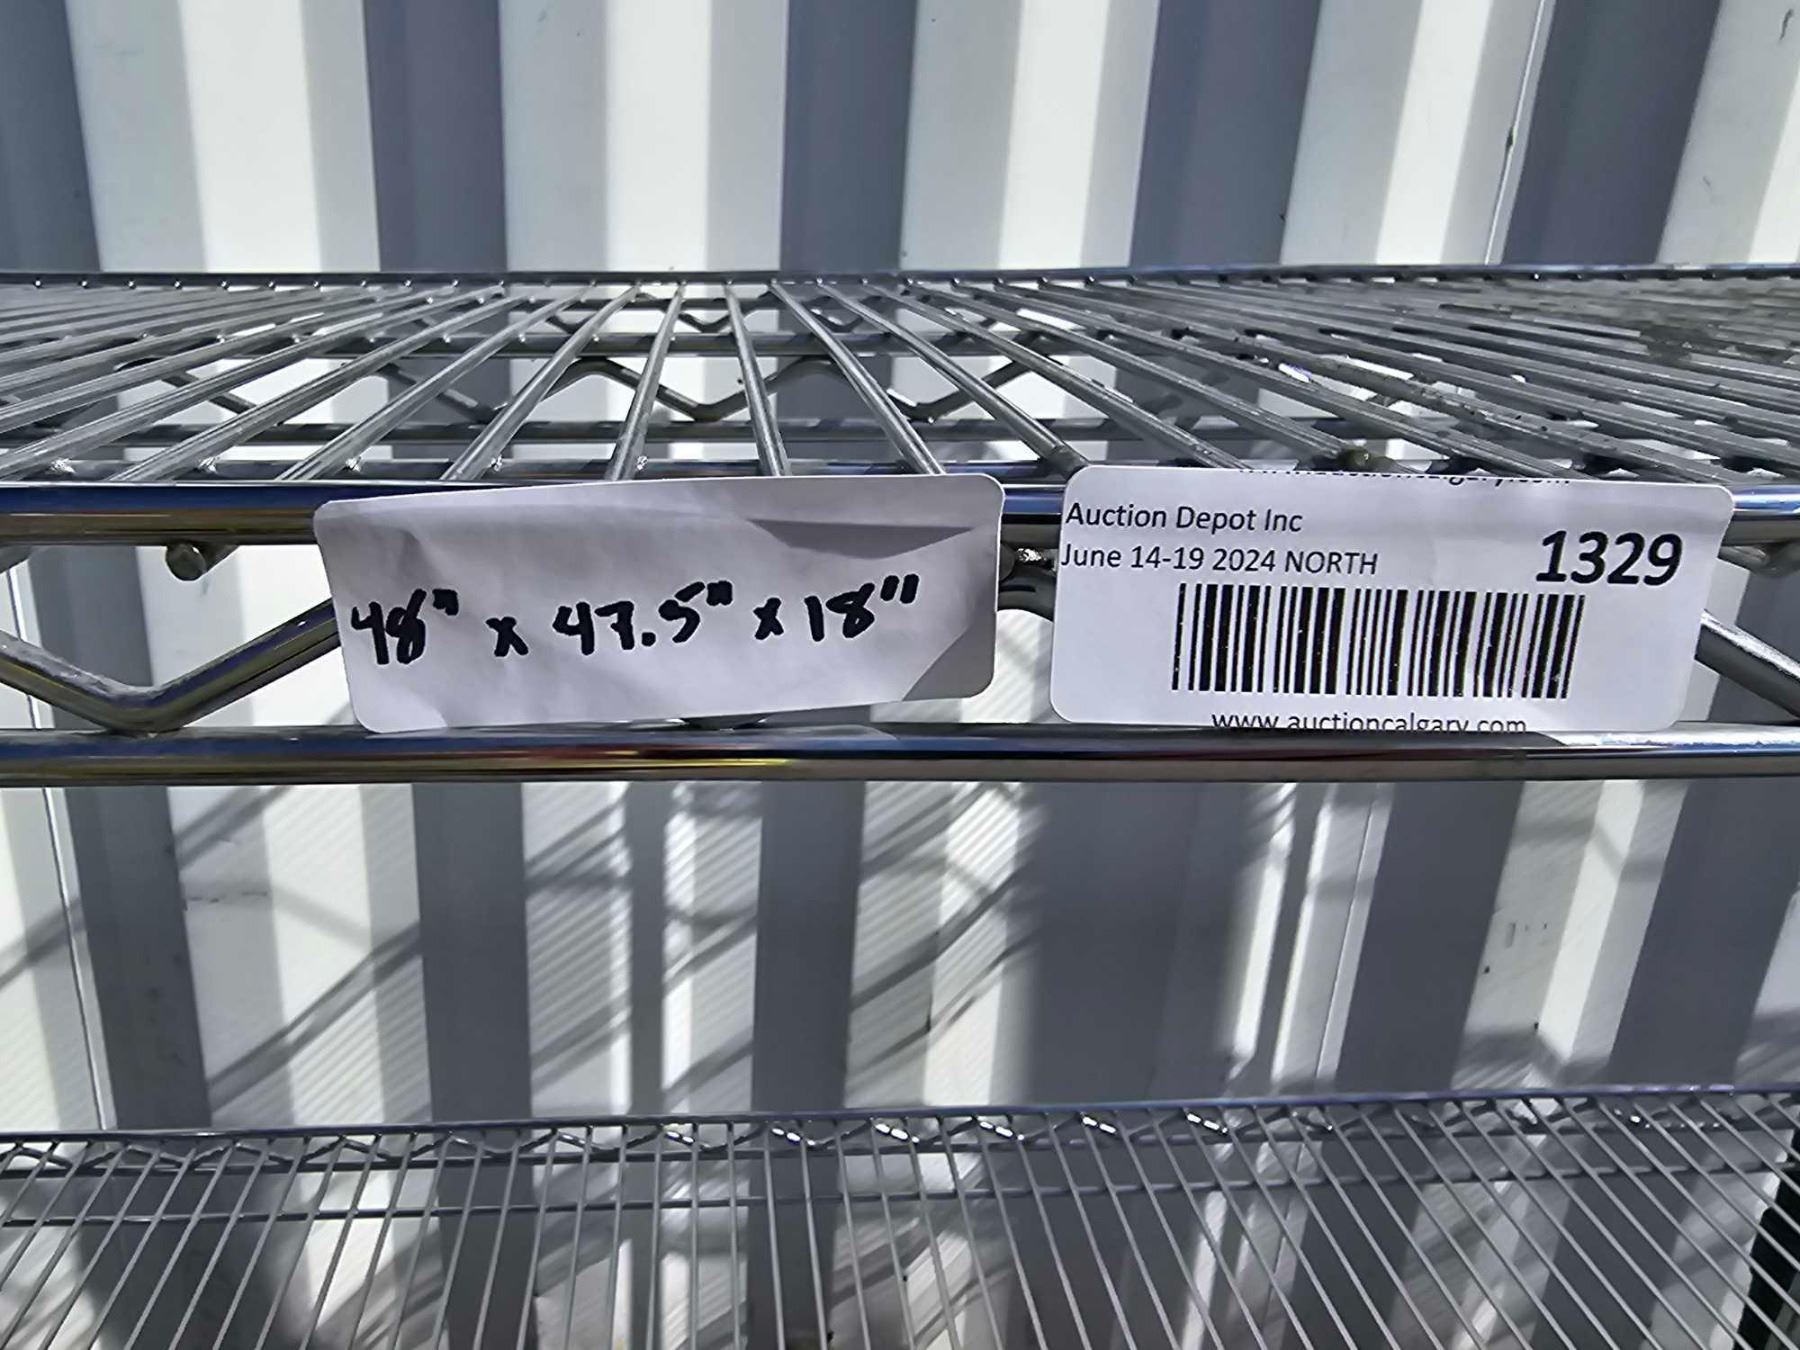 48" x 47.5" x 18"
Auction Depot Inc
June 14-19 2024 NORTH
1329
www.auctioncalgary.com